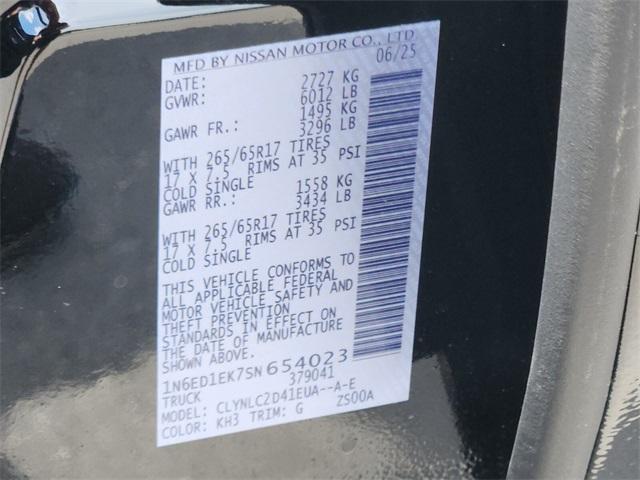 MFD BY NISSAN MOTOR CO., LTD.
DATE: 06/25
GVWR: 2727 KG
6012 LB
GAWR FR.: 1495 KG
3296 LB
WITH 265/65R17 TIRES
17 X 7.5 RIMS AT 35 PSI
COLD SINGLE
GAWR RR.: 1558 KG
3434 LB
WITH 265/65R17 TIRES
17 X 7.5 RIMS AT 35 PSI
COLD SINGLE
THIS VEHICLE CONFORMS TO
ALL APPLICABLE FEDERAL
MOTOR VEHICLE SAFETY AND
THEFT PREVENTION
STANDARDS IN EFFECT ON
THE DATE OF MANUFACTURE
SHOWN ABOVE.
1N6ED1EK7SN654023
TRUCK 379041
MODEL: CLYNLC2D41EUA--A-E
COLOR: KH3 TRIM: G ZS00A